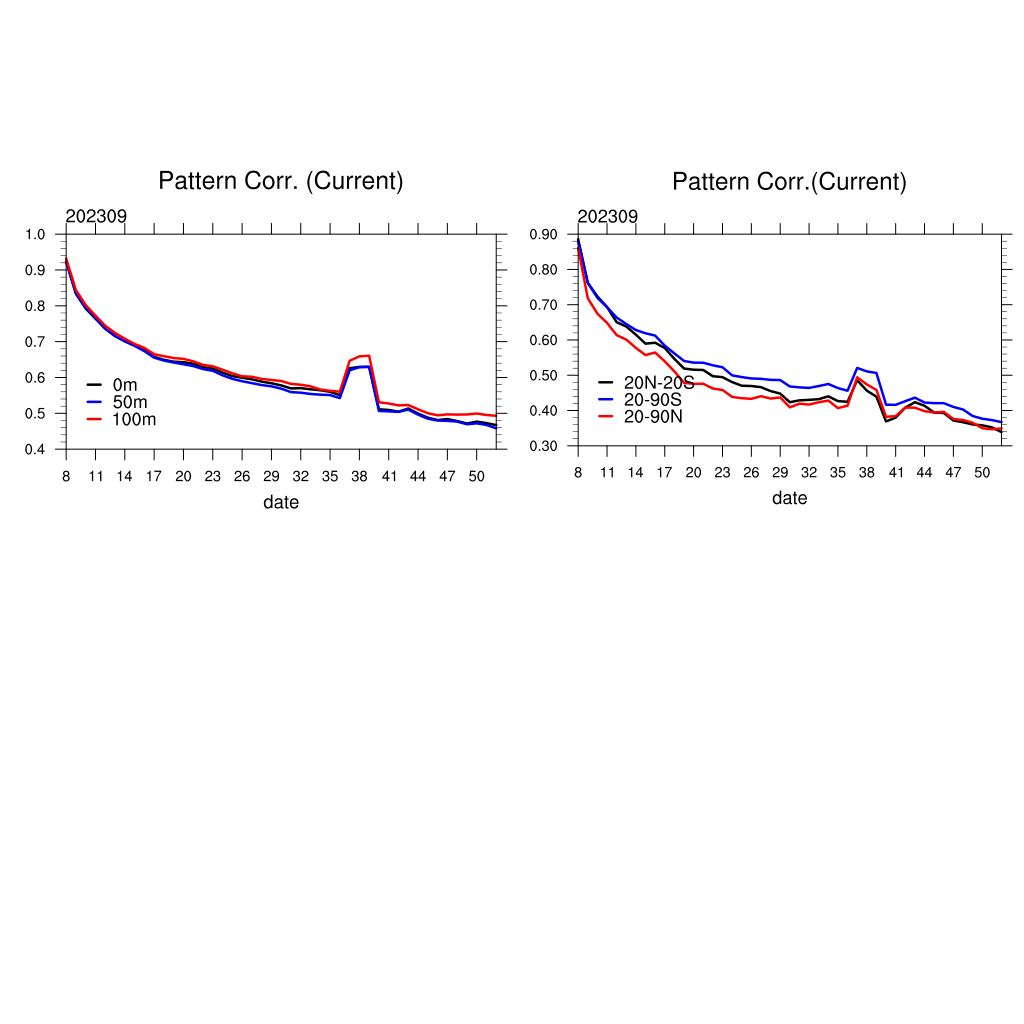 Pattern Corr. (Current)
202309
1.0
0.9
0.8
0.7
0.6
0.5
0.4
0m
50m
100m
8 11 14 17 20 23 26 29 32 35 38 41 44 47 50
date
Pattern Corr.(Current)
202309
0.90
0.80
0.70
0.60
0.50
0.40
0.30
20N-20S
20-90S
20-90N
8 11 14 17 20 23 26 29 32 35 38 41 44 47 50
date